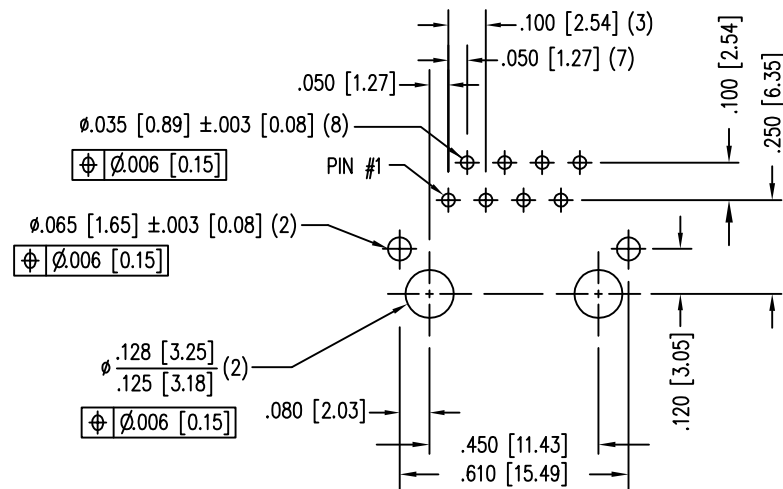 .100 [2.54] (3)
.050 [1.27] (7)
.050 [1.27]
.100 [2.54]
.250 [6.35]
ø.035 [0.89] ±.003 [0.08] (8)
⌖ Ø.006 [0.15]
PIN #1
ø.065 [1.65] ±.003 [0.08] (2)
⌖ Ø.006 [0.15]
ø .128 [3.25]
.125 [3.18] (2)
⌖ Ø.006 [0.15]
.080 [2.03]
.120 [3.05]
.450 [11.43]
.610 [15.49]